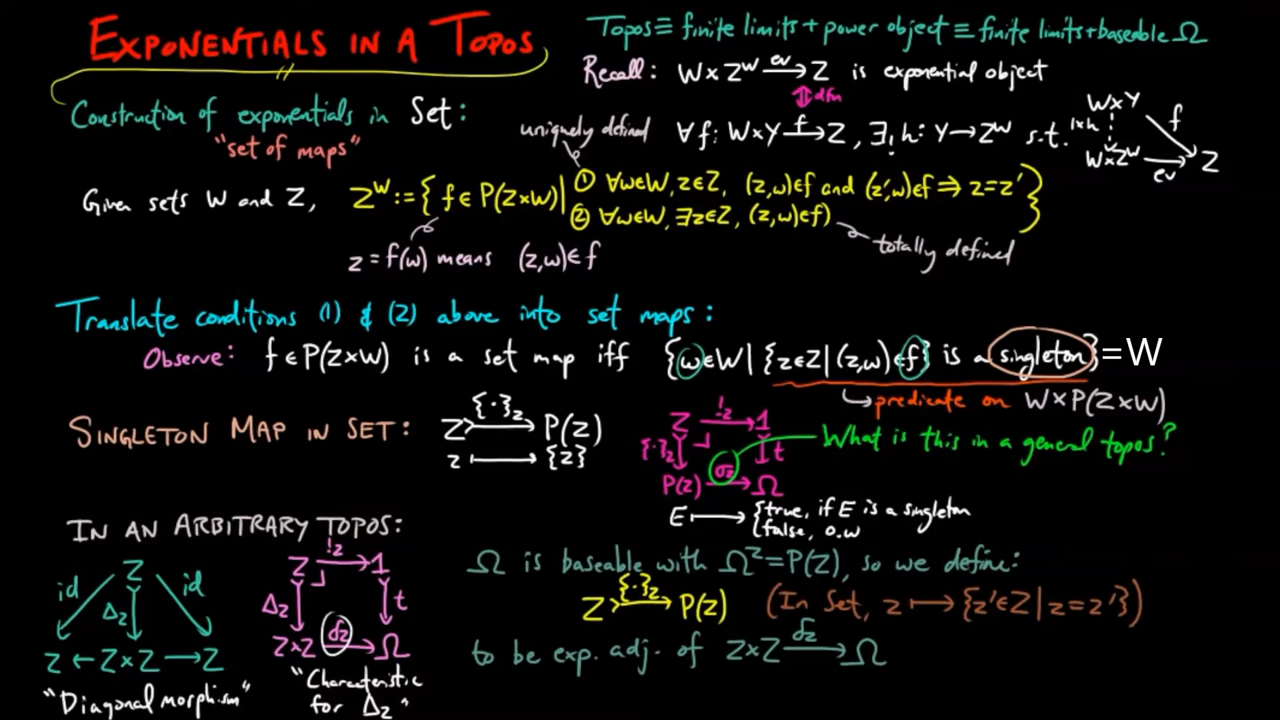 EXPONENTIALS IN A TOPOS
Topos ≡ finite limits + power object ≡ finite limits + baseable Ω
Recall: W×Z^W —ev→ Z is exponential object
⇕ dfn
∀f: W×Y —f→ Z, ∃! h: Y→Z^W s.t.
W×Y
1×h
f
W×Z^W —ev→ Z
Construction of exponentials in Set:
"set of maps"
uniquely defined
Given sets W and Z, Z^W := { f ∈ P(Z×W) | ① ∀w∈W, z∈Z, (z,w)∈f and (z',w)∈f ⇒ z=z'
② ∀w∈W, ∃z∈Z, (z,w)∈f) }
totally defined
z = f(w) means (z,w)∈f
Translate conditions (1) & (2) above into set maps:
Observe: f∈P(Z×W) is a set map iff {w∈W | {z∈Z | (z,w)∈f} is a singleton} = W
predicate on W×P(Z×W)
SINGLETON MAP IN SET: Z —{·}_Z→ P(Z)
z ⟼ {z}
Z —!_Z→ 1
{·}_Z
t
P(Z) —σ_Z→ Ω
What is this in a general topos?
E ⟼ {true, if E is a singleton
{false, o.w
IN AN ARBITRARY TOPOS:
Z
id Δ_Z id
Z ← Z×Z → Z
"Diagonal morphism"
Z —!_Z→ 1
Δ_Z
t
Z×Z —δ_Z→ Ω
"Characteristic
for Δ_Z"
Ω is baseable with Ω^Z = P(Z), so we define:
Z —{·}_Z→ P(Z) (In Set, z ⟼ {z'∈Z | z=z'})
to be exp. adj. of Z×Z —δ_Z→ Ω